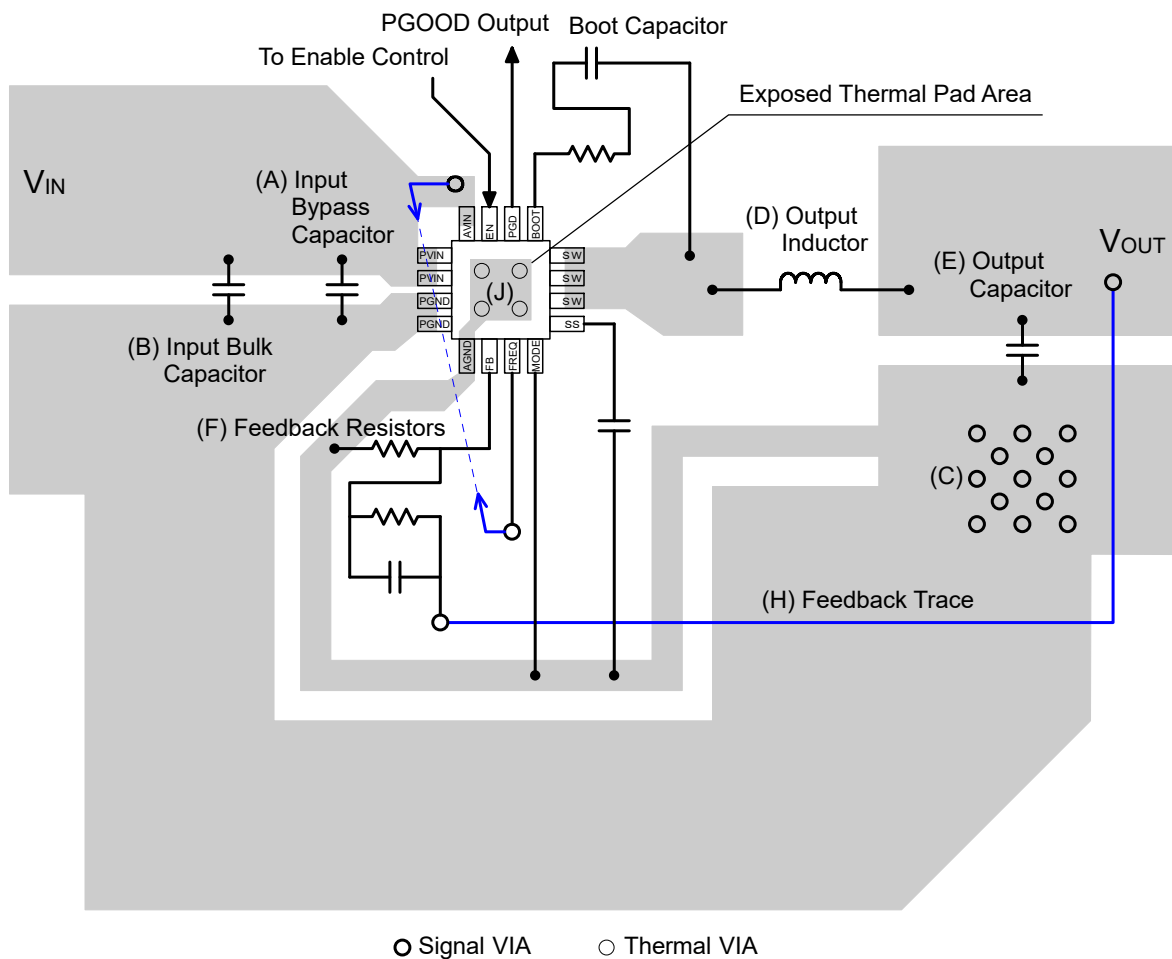 PGOOD Output
Boot Capacitor
To Enable Control
Exposed Thermal Pad Area
VIN
(A) Input
Bypass
Capacitor
AVIN
EN
PGD
BOOT
(D) Output
Inductor
VOUT
PVIN
PVIN
PGND
PGND
(J)
SW
SW
SW
SS
(E) Output
Capacitor
(B) Input Bulk
Capacitor
AGND
FB
FREQ
MODE
(F) Feedback Resistors
(C)
(H) Feedback Trace
Signal VIA
Thermal VIA